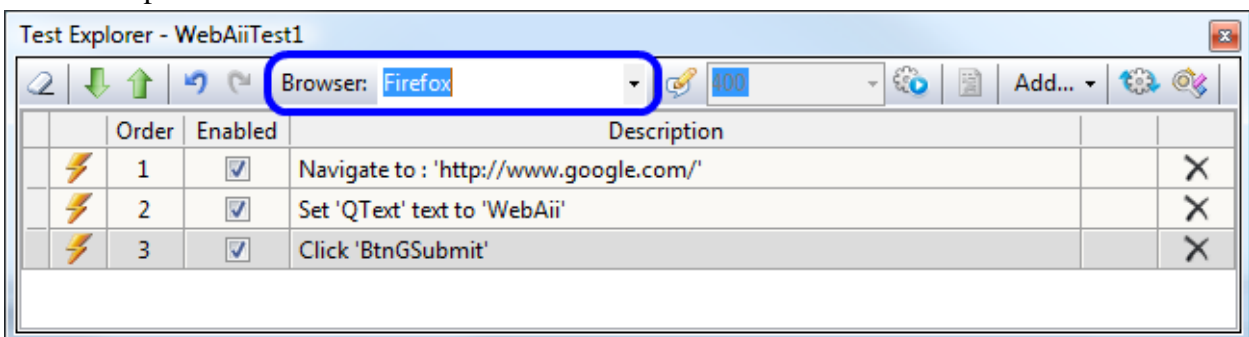 Test Explorer - WebAiiTest1
Browser: Firefox 400 Add...
Order Enabled Description
1 Navigate to : 'http://www.google.com/'
2 Set 'QText' text to 'WebAii'
3 Click 'BtnGSubmit'